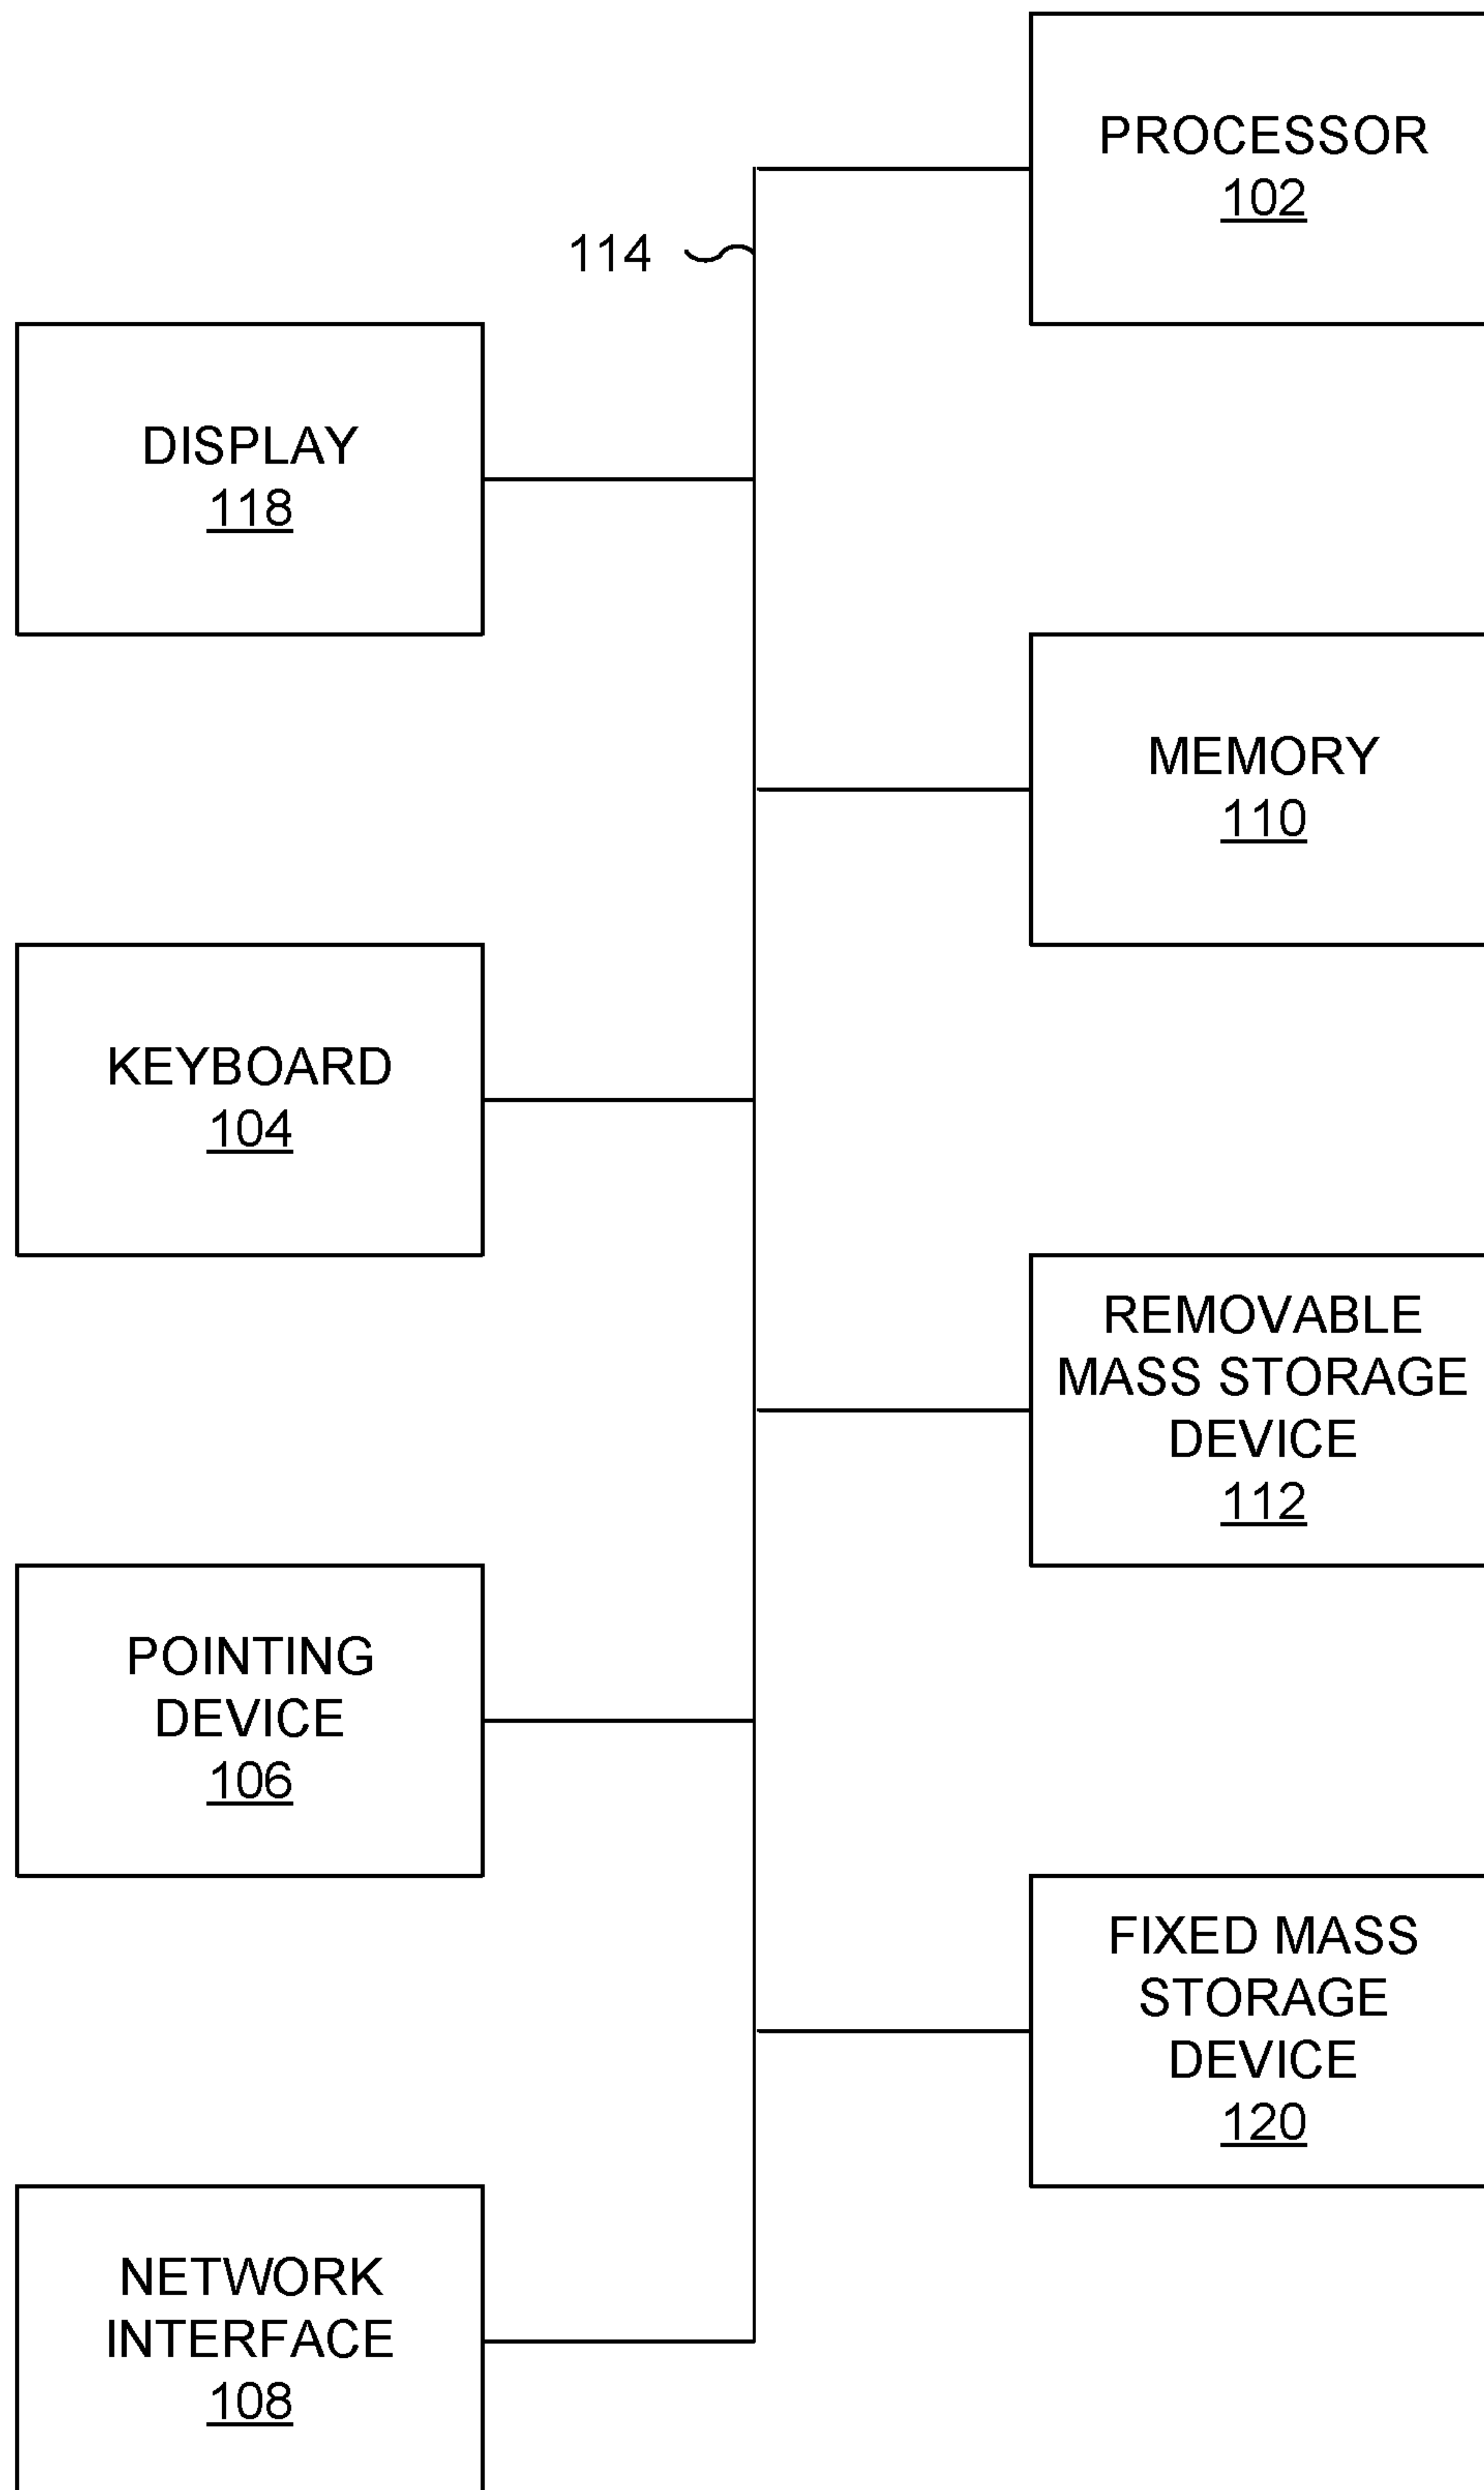 PROCESSOR
102
114
DISPLAY
118
MEMORY
110
KEYBOARD
104
REMOVABLE
MASS STORAGE
DEVICE
112
POINTING
DEVICE
106
FIXED MASS
STORAGE
DEVICE
120
NETWORK
INTERFACE
108